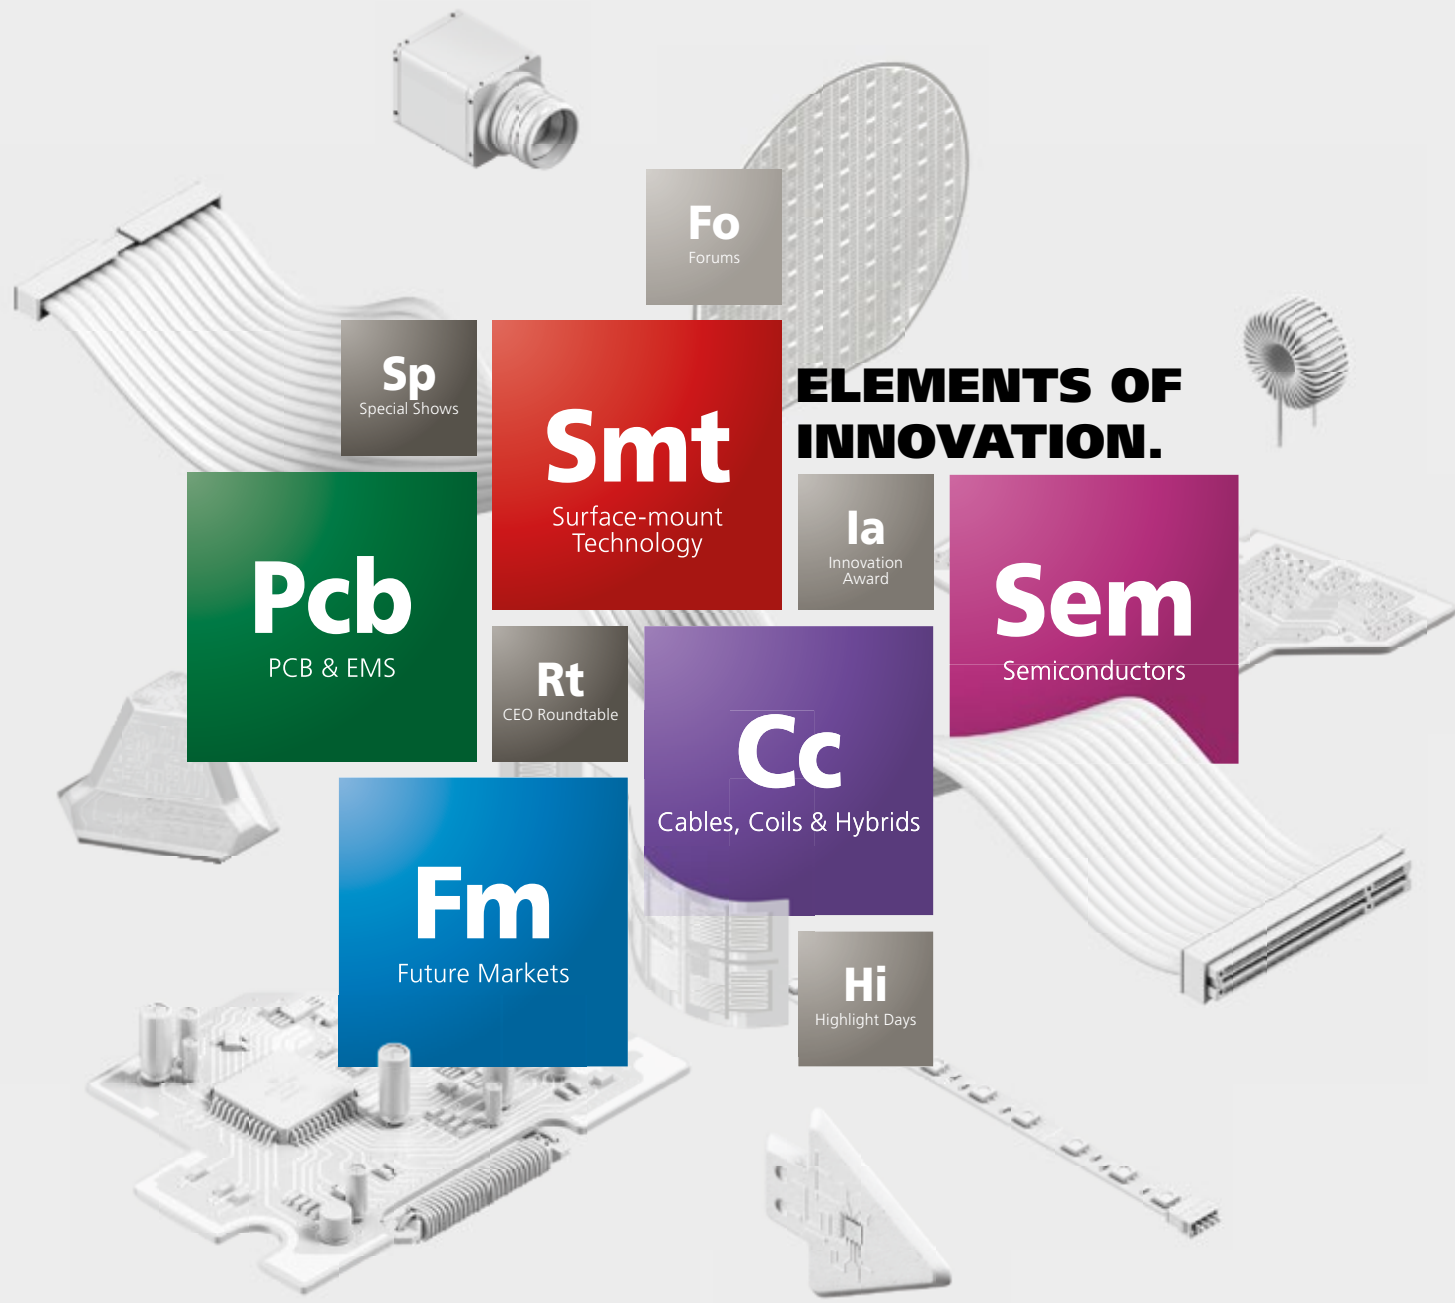 Fo
Forums
Sp
Special Shows
Smt
Surface-mount
Technology
ELEMENTS OF
INNOVATION.
Pcb
PCB & EMS
Ia
Innovation
Award
Sem
Semiconductors
Rt
CEO Roundtable
Cc
Cables, Coils & Hybrids
Fm
Future Markets
Hi
Highlight Days